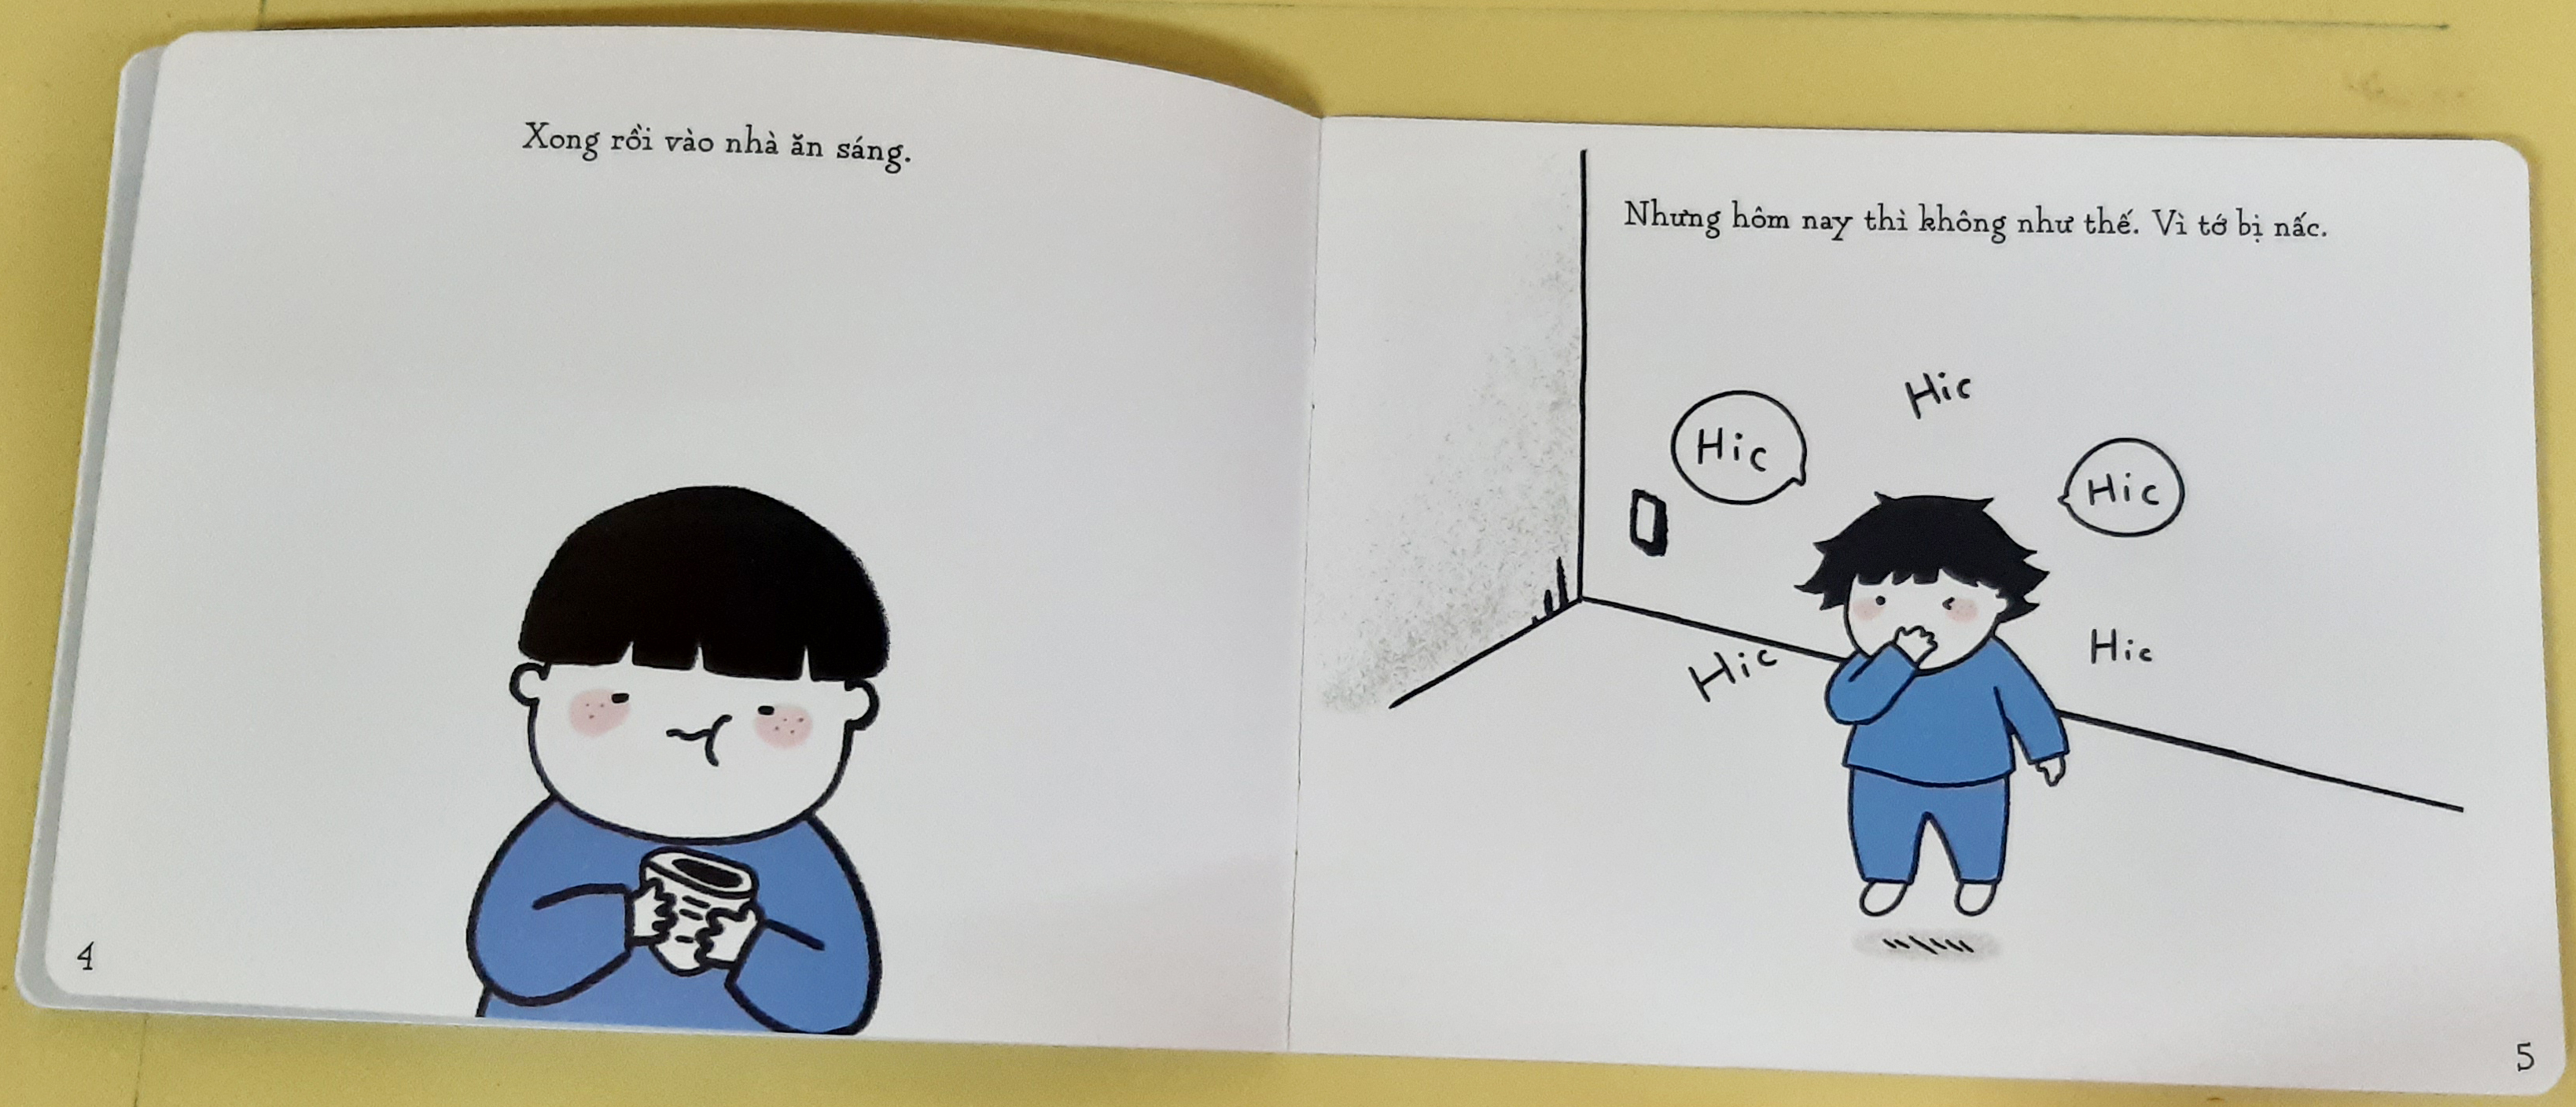 Xong rồi vào nhà ăn sáng.
4
Nhưng hôm nay thì không như thế. Vì tớ bị nấc.
Hic
Hic
Hic
Hic
Hic
5